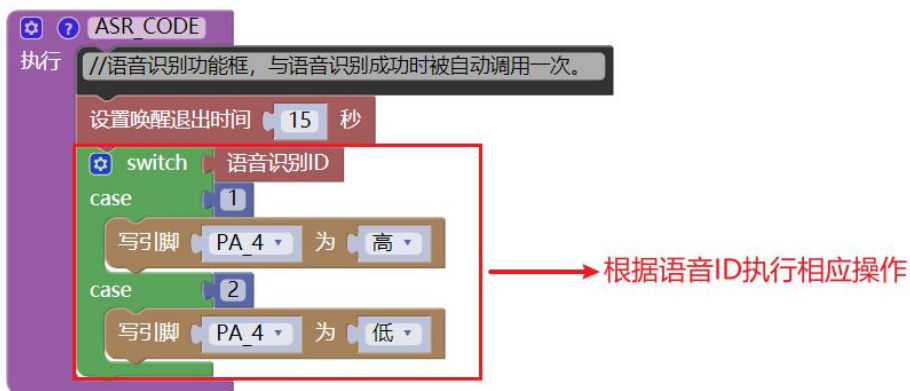 ? ASR_CODE
执行 //语音识别功能框，与语音识别成功时被自动调用一次。
设置唤醒退出时间 15 秒
switch 语音识别ID
case 1
写引脚 PA_4 为 高
case 2
写引脚 PA_4 为 低
根据语音ID执行相应操作